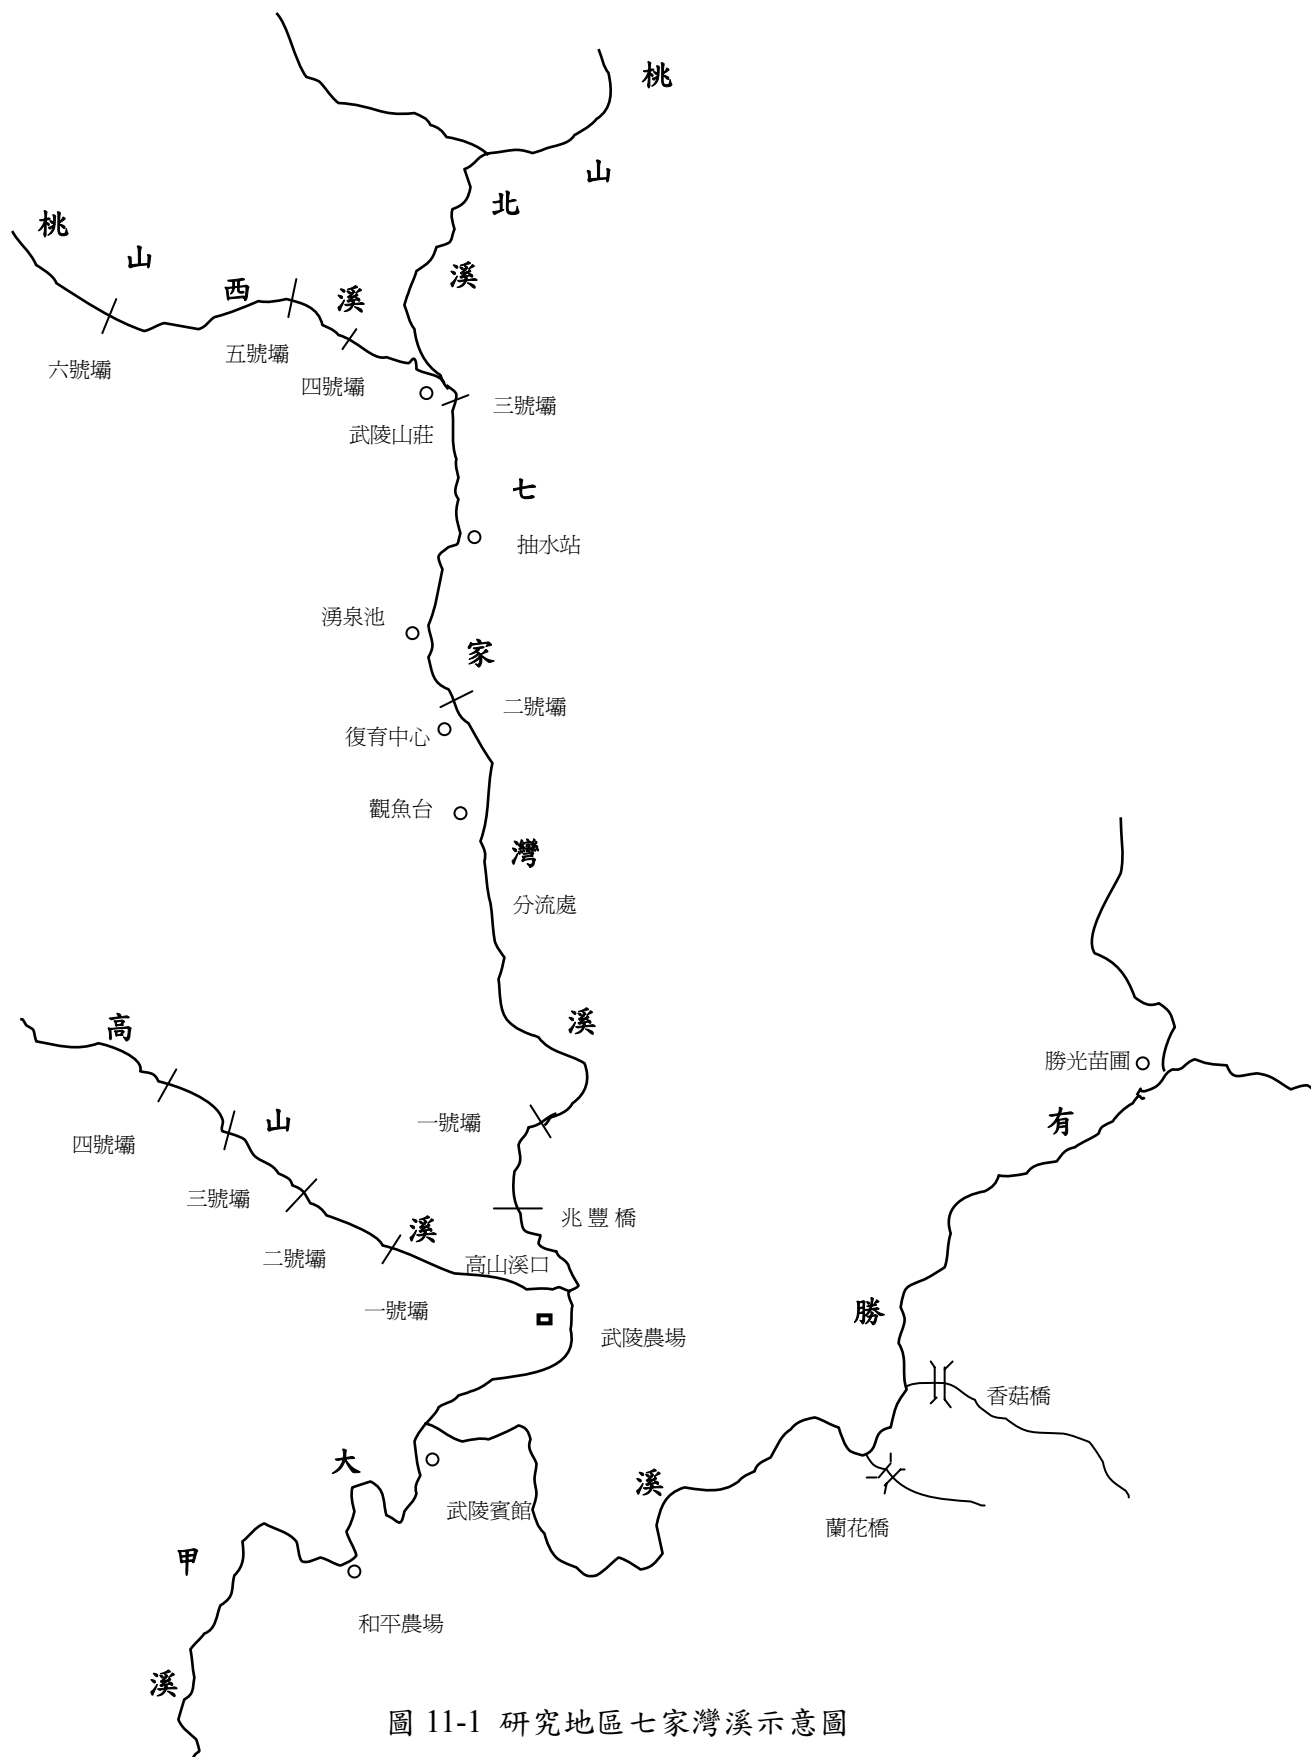 桃山北溪
桃山西溪
六號壩
五號壩
四號壩
三號壩
武陵山莊
七家灣溪
抽水站
湧泉池
二號壩
復育中心
觀魚台
分流處
高山溪
四號壩
三號壩
二號壩
一號壩
一號壩
兆豐橋
高山溪口
武陵農場
勝光苗圃
有勝溪
香菇橋
蘭花橋
大甲溪
武陵賓館
和平農場
圖 11-1 研究地區七家灣溪示意圖